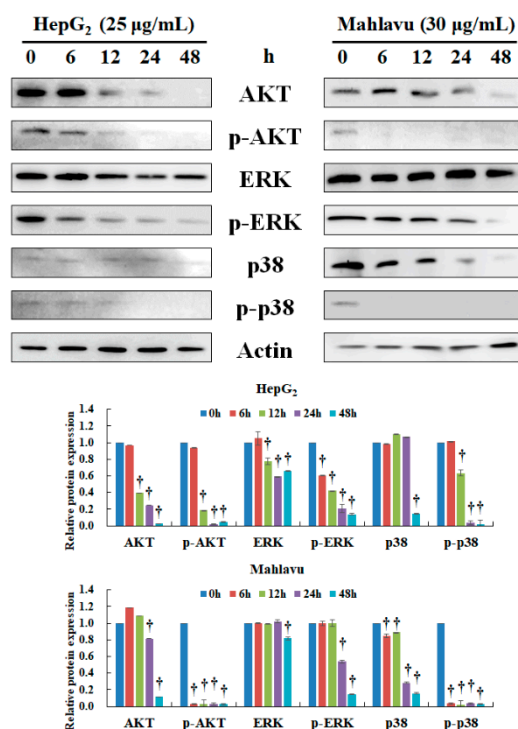 HepG2 (25 μg/mL) Mahlavu (30 μg/mL)
0 6 12 24 48 h 0 6 12 24 48
AKT
p-AKT
ERK
p-ERK
p38
p-p38
Actin
HepG2
0h 6h 12h 24h 48h
Relative protein expression
1.4
1.2
1.0
0.8
0.6
0.4
0.2
0.0
† † † † † † † † † † † † † † † † †
AKT p-AKT ERK p-ERK p38 p-p38
Mahlavu
0h 6h 12h 24h 48h
Relative protein expression
1.4
1.2
1.0
0.8
0.6
0.4
0.2
0.0
† † † † † † † † † † † † † † † † †
AKT p-AKT ERK p-ERK p38 p-p38